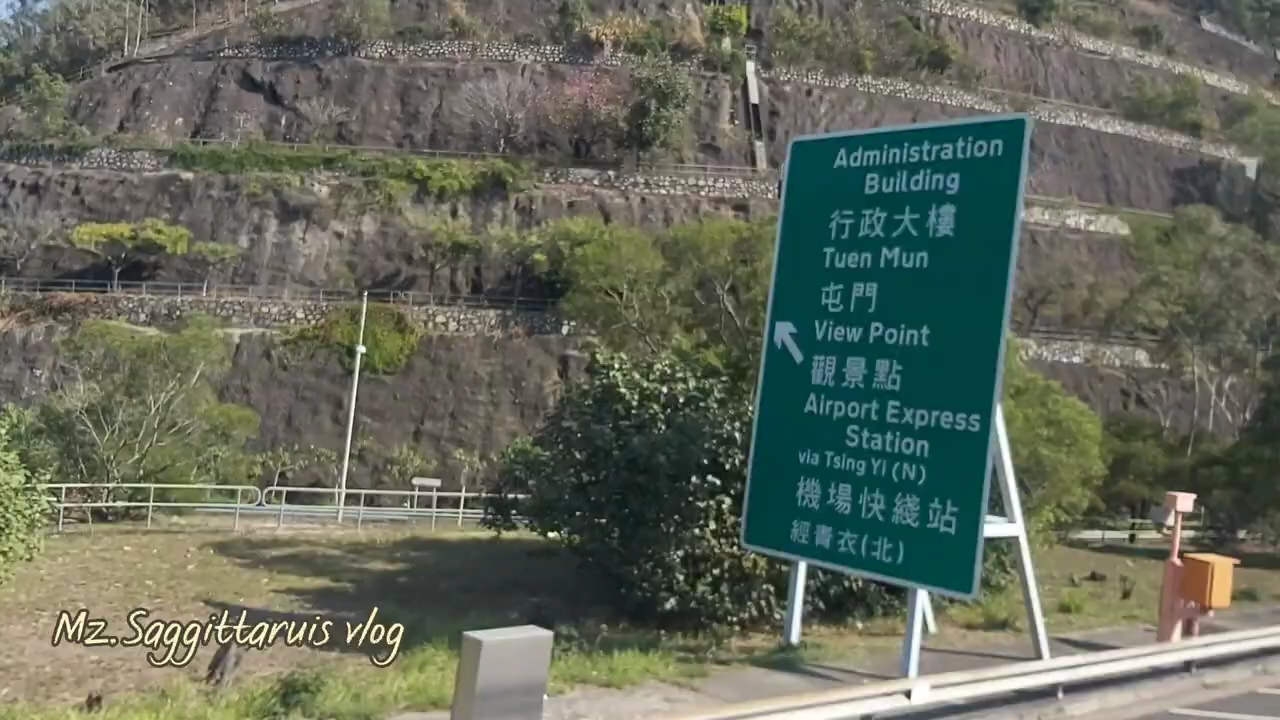 Administration
Building
行政大樓
Tuen Mun
屯門
View Point
觀景點
Airport Express
Station
via Tsing Yi (N)
機場快綫站
經青衣(北)
Mz.Saggittaruis vlog